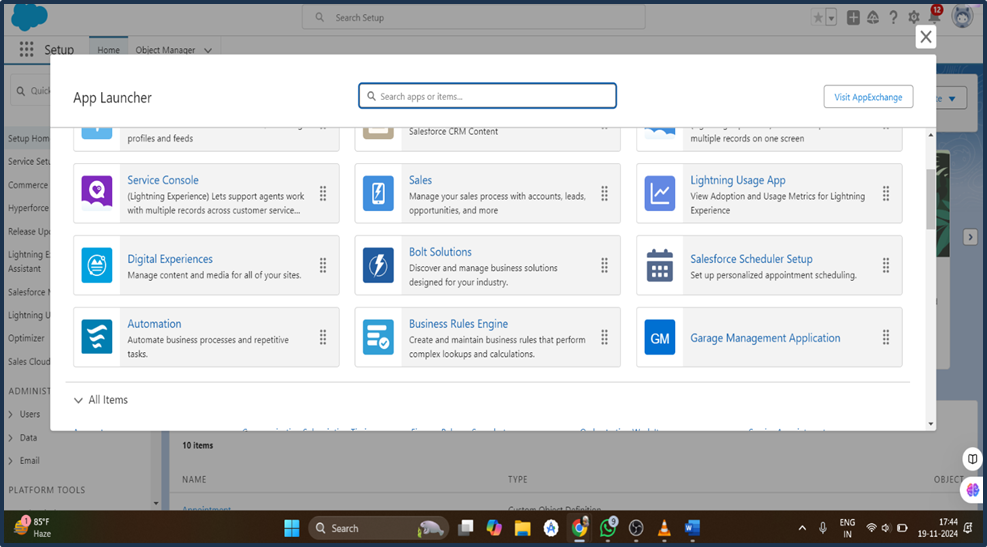 Search Setup
12
Setup
Home
Object Manager
Quick
App Launcher
Search apps or items...
Visit AppExchange
profiles and feeds
Salesforce CRM Content
multiple records on one screen
Service Console
(Lightning Experience) Lets support agents work
with multiple records across customer service...
Sales
Manage your sales process with accounts, leads,
opportunities, and more
Lightning Usage App
View Adoption and Usage Metrics for Lightning
Experience
Digital Experiences
Manage content and media for all of your sites.
Bolt Solutions
Discover and manage business solutions
designed for your industry.
Salesforce Scheduler Setup
Set up personalized appointment scheduling.
Automation
Automate business processes and repetitive
tasks.
Business Rules Engine
Create and maintain business rules that perform
complex lookups and calculations.
GM
Garage Management Application
All Items
Setup Home
Service Setu
Commerce
Hyperforce
Release Upd
Lightning E
Assistant
Salesforce M
Lightning U
Optimizer
Sales Cloud
ADMINIST
Users
Data
Email
PLATFORM TOOLS
10 items
NAME
TYPE
OBJECT
Appointment
Custom Object Definition
1
85°F
Haze
Search
9
ENG
IN
17:44
19-11-2024